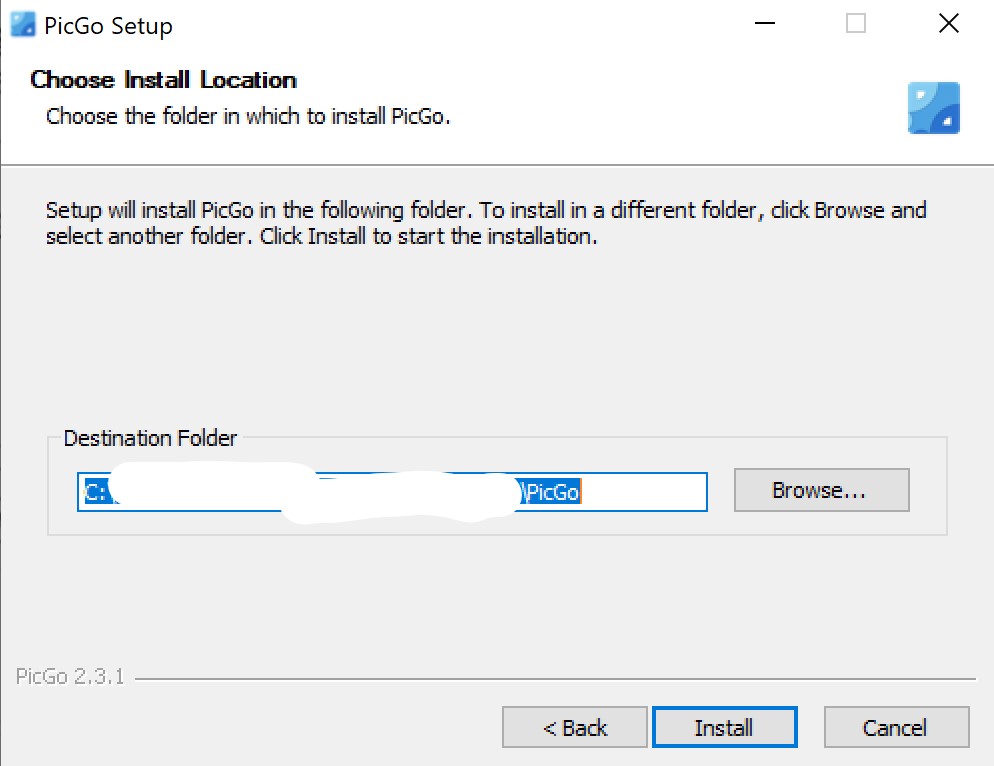 PicGo Setup
Choose Install Location
Choose the folder in which to install PicGo.
Setup will install PicGo in the following folder. To install in a different folder, click Browse and
select another folder. Click Install to start the installation.
Destination Folder
C:
\PicGo
Browse...
PicGo 2.3.1
< Back
Install
Cancel